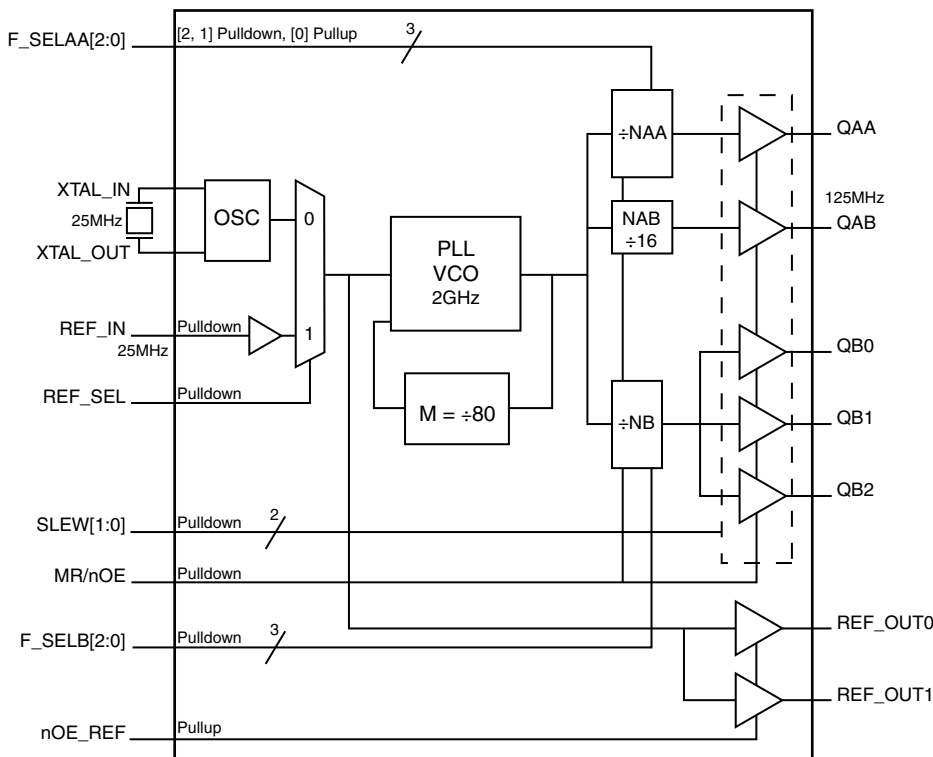 F_SELAA[2:0]
[2, 1] Pulldown, [0] Pullup
3
÷NAA
QAA
XTAL_IN
25MHz
XTAL_OUT
OSC
0
1
PLL
VCO
2GHz
NAB
÷16
125MHz
QAB
REF_IN
Pulldown
25MHz
REF_SEL
Pulldown
M = ÷80
÷NB
QB0
QB1
QB2
SLEW[1:0]
Pulldown
2
MR/nOE
Pulldown
F_SELB[2:0]
Pulldown
3
REF_OUT0
REF_OUT1
nOE_REF
Pullup